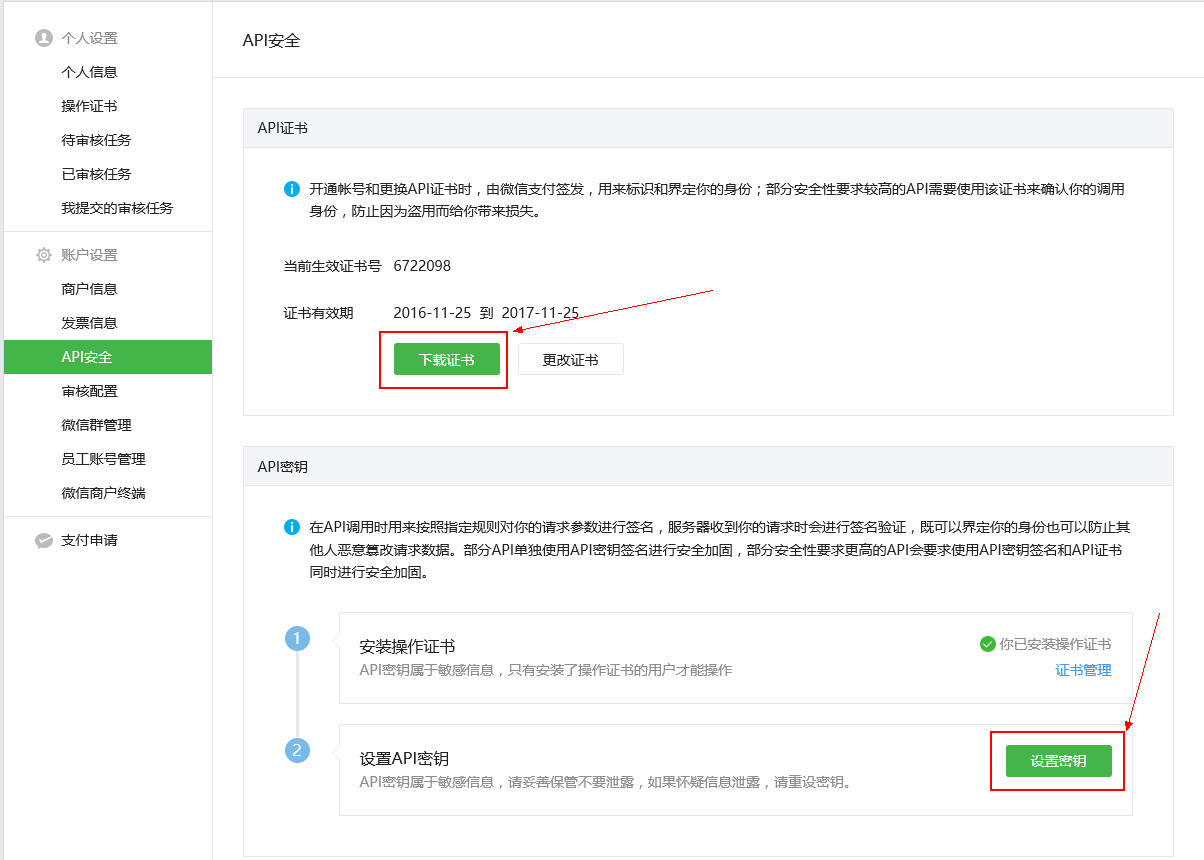 个人设置
个人信息
操作证书
待审核任务
已审核任务
我提交的审核任务
账户设置
商户信息
发票信息
API安全
审核配置
微信群管理
员工账号管理
微信商户终端
支付申请
API安全
API证书
开通帐号和更换API证书时，由微信支付签发，用来标识和界定你的身份；部分安全性要求较高的API需要使用该证书来确认你的调用
身份，防止因为盗用而给你带来损失。
当前生效证书号 6722098
证书有效期 2016-11-25 到 2017-11-25
下载证书 更改证书
API密钥
在API调用时用来按照指定规则对你的请求参数进行签名，服务器收到你的请求时会进行签名验证，既可以界定你的身份也可以防止其
他人恶意篡改请求数据。部分API单独使用API密钥签名进行安全加固，部分安全性要求更高的API会要求使用API密钥签名和API证书
同时进行安全加固。
1 安装操作证书 你已安装操作证书
API密钥属于敏感信息，只有安装了操作证书的用户才能操作 证书管理
2 设置API密钥 设置密钥
API密钥属于敏感信息，请妥善保管不要泄露，如果怀疑信息泄露，请重设密钥。